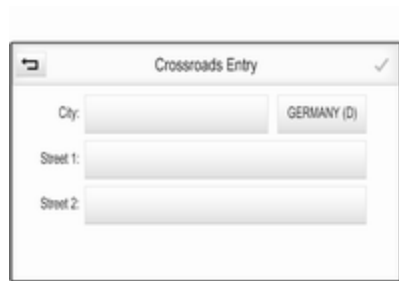 Crossroads Entry
City: GERMANY (D)
Street 1:
Street 2: